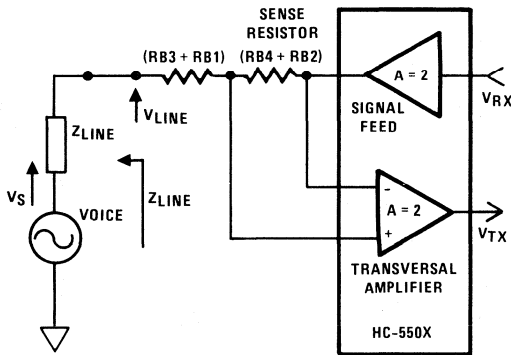 SENSE
RESISTOR
(RB3 + RB1)
(RB4 + RB2)
A = 2
SIGNAL
FEED
VRX
VLINE
ZLINE
ZLINE
VS
VOICE
-
A = 2
+
VTX
TRANSVERSAL
AMPLIFIER
HC-550X